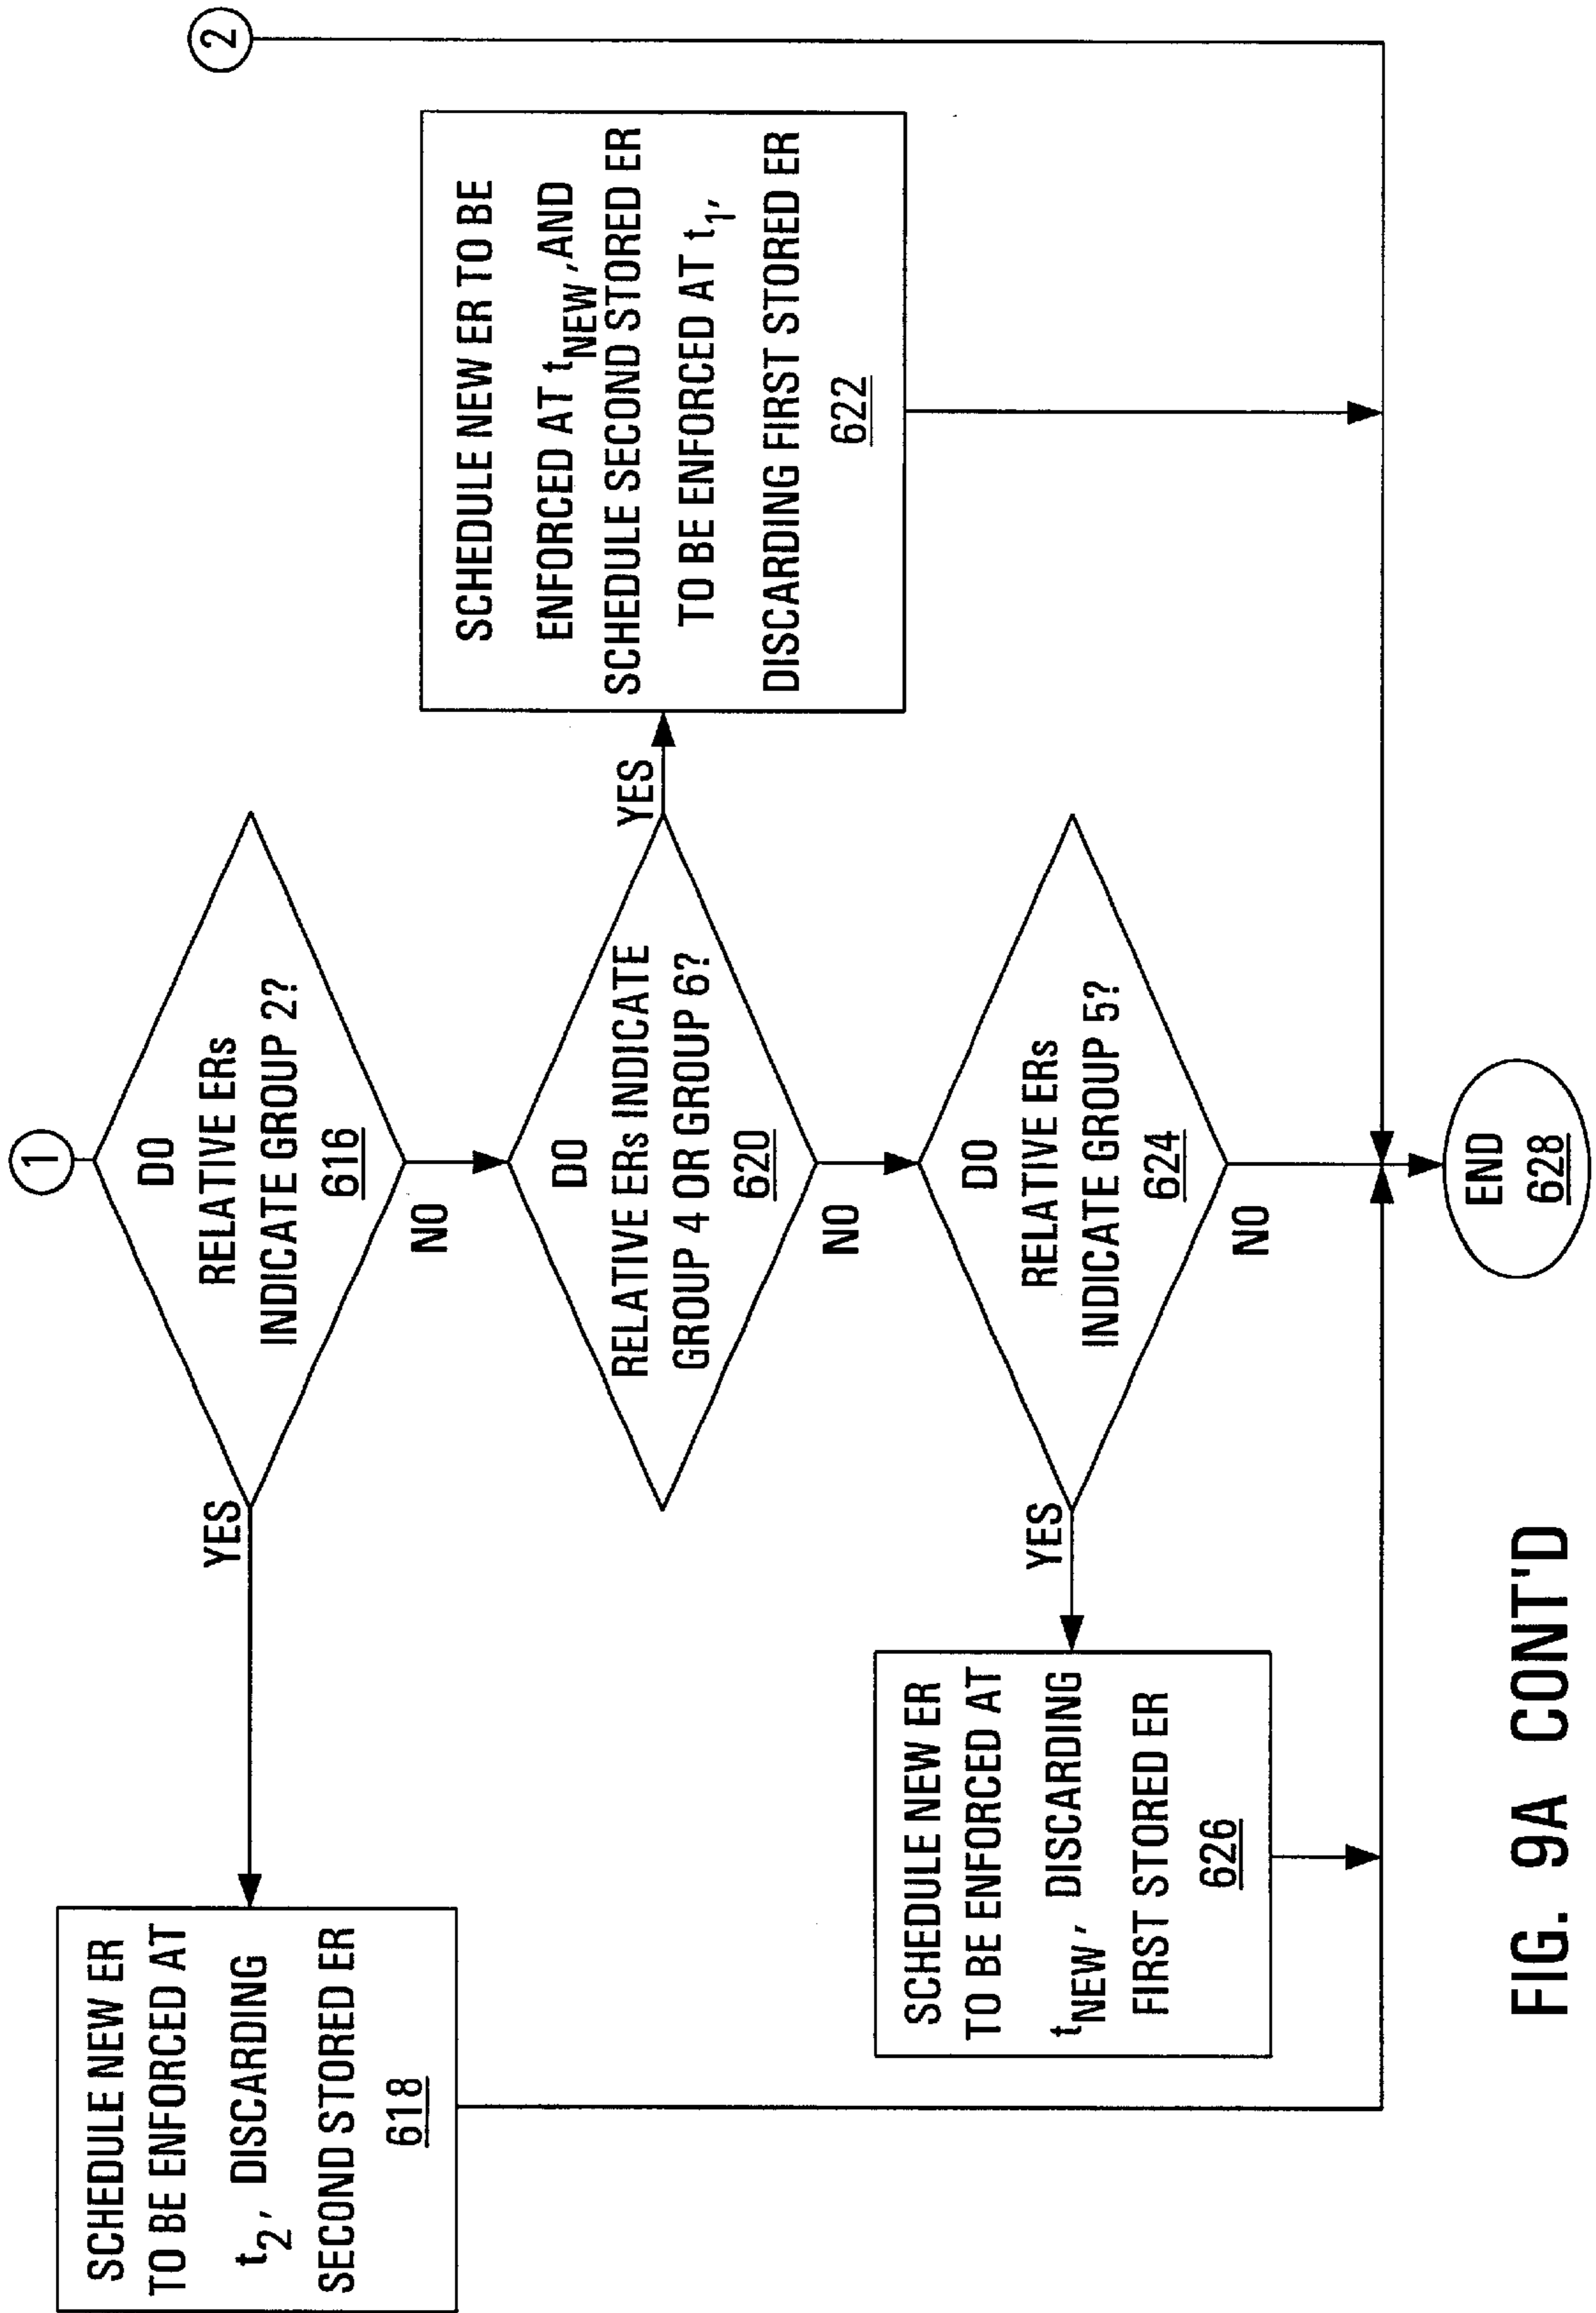 1
2
DO
RELATIVE ERs
INDICATE GROUP 2?
616
YES
NO
SCHEDULE NEW ER
TO BE ENFORCED AT
t2, DISCARDING
SECOND STORED ER
618
DO
RELATIVE ERs INDICATE
GROUP 4 OR GROUP 6?
620
YES
NO
SCHEDULE NEW ER TO BE
ENFORCED AT tNEW, AND
SCHEDULE SECOND STORED ER
TO BE ENFORCED AT t1,
DISCARDING FIRST STORED ER
622
DO
RELATIVE ERs
INDICATE GROUP 5?
624
YES
NO
SCHEDULE NEW ER
TO BE ENFORCED AT
tNEW, DISCARDING
FIRST STORED ER
626
END
628
FIG. 9A CONT'D